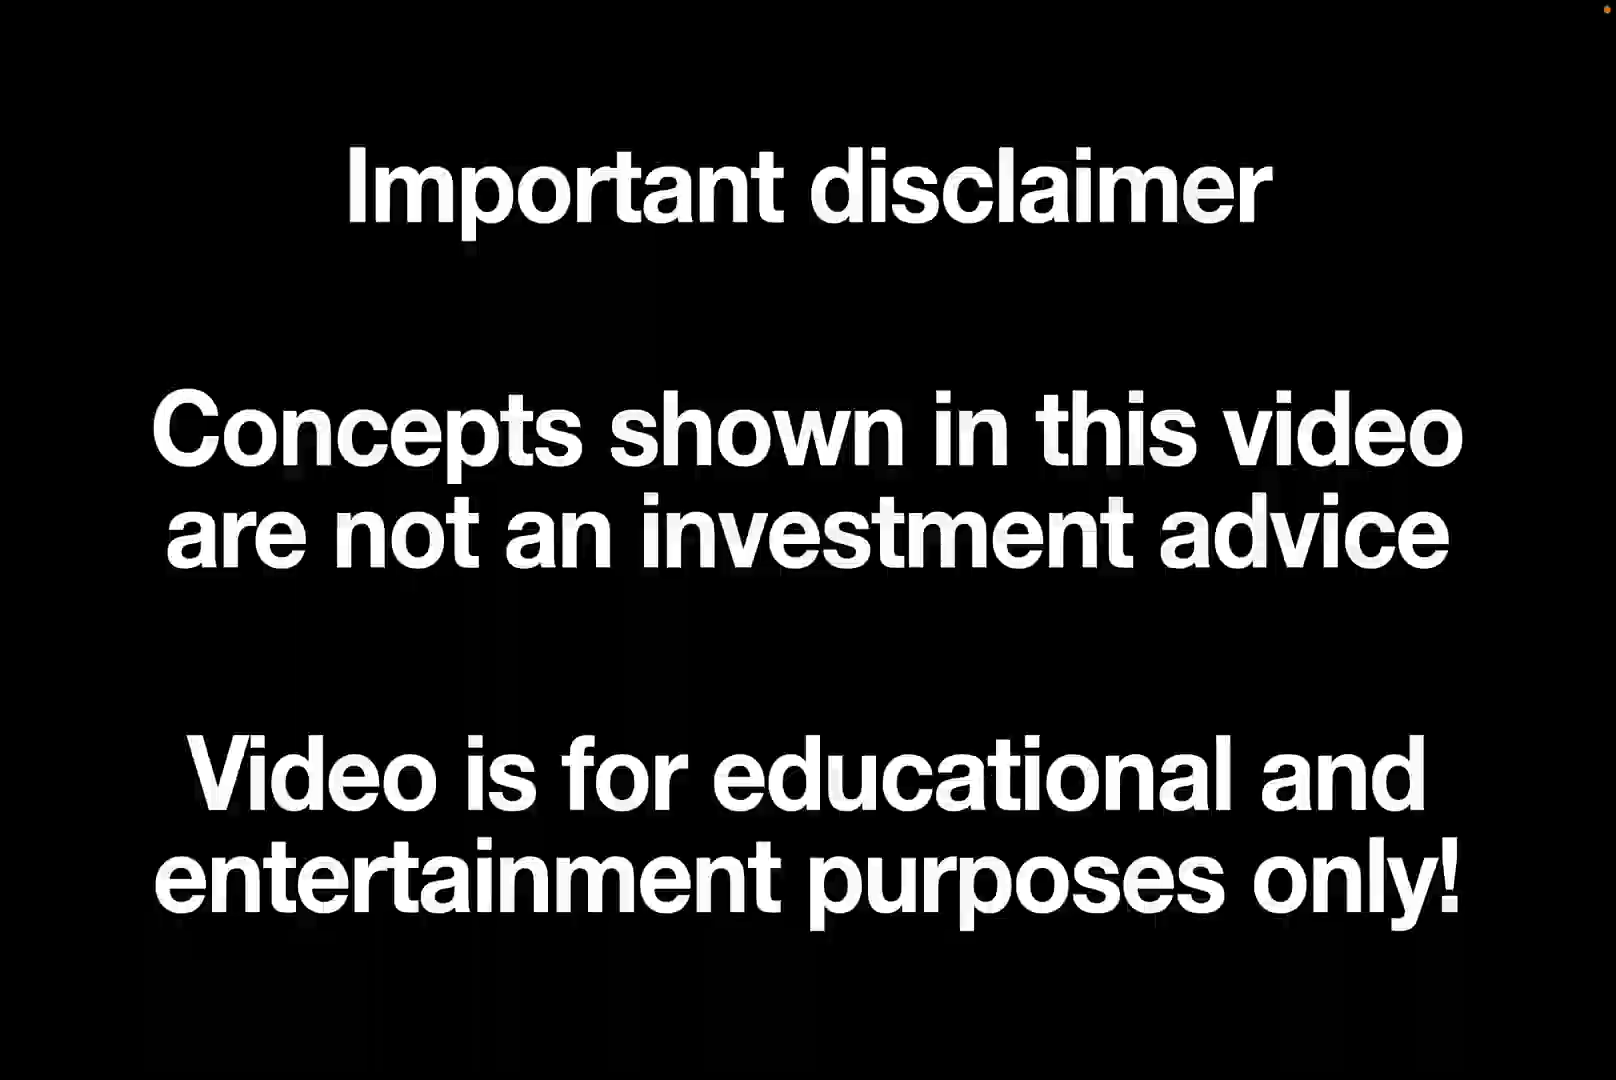 Important disclaimer
Concepts shown in this video
are not an investment advice
Video is for educational and
entertainment purposes only!